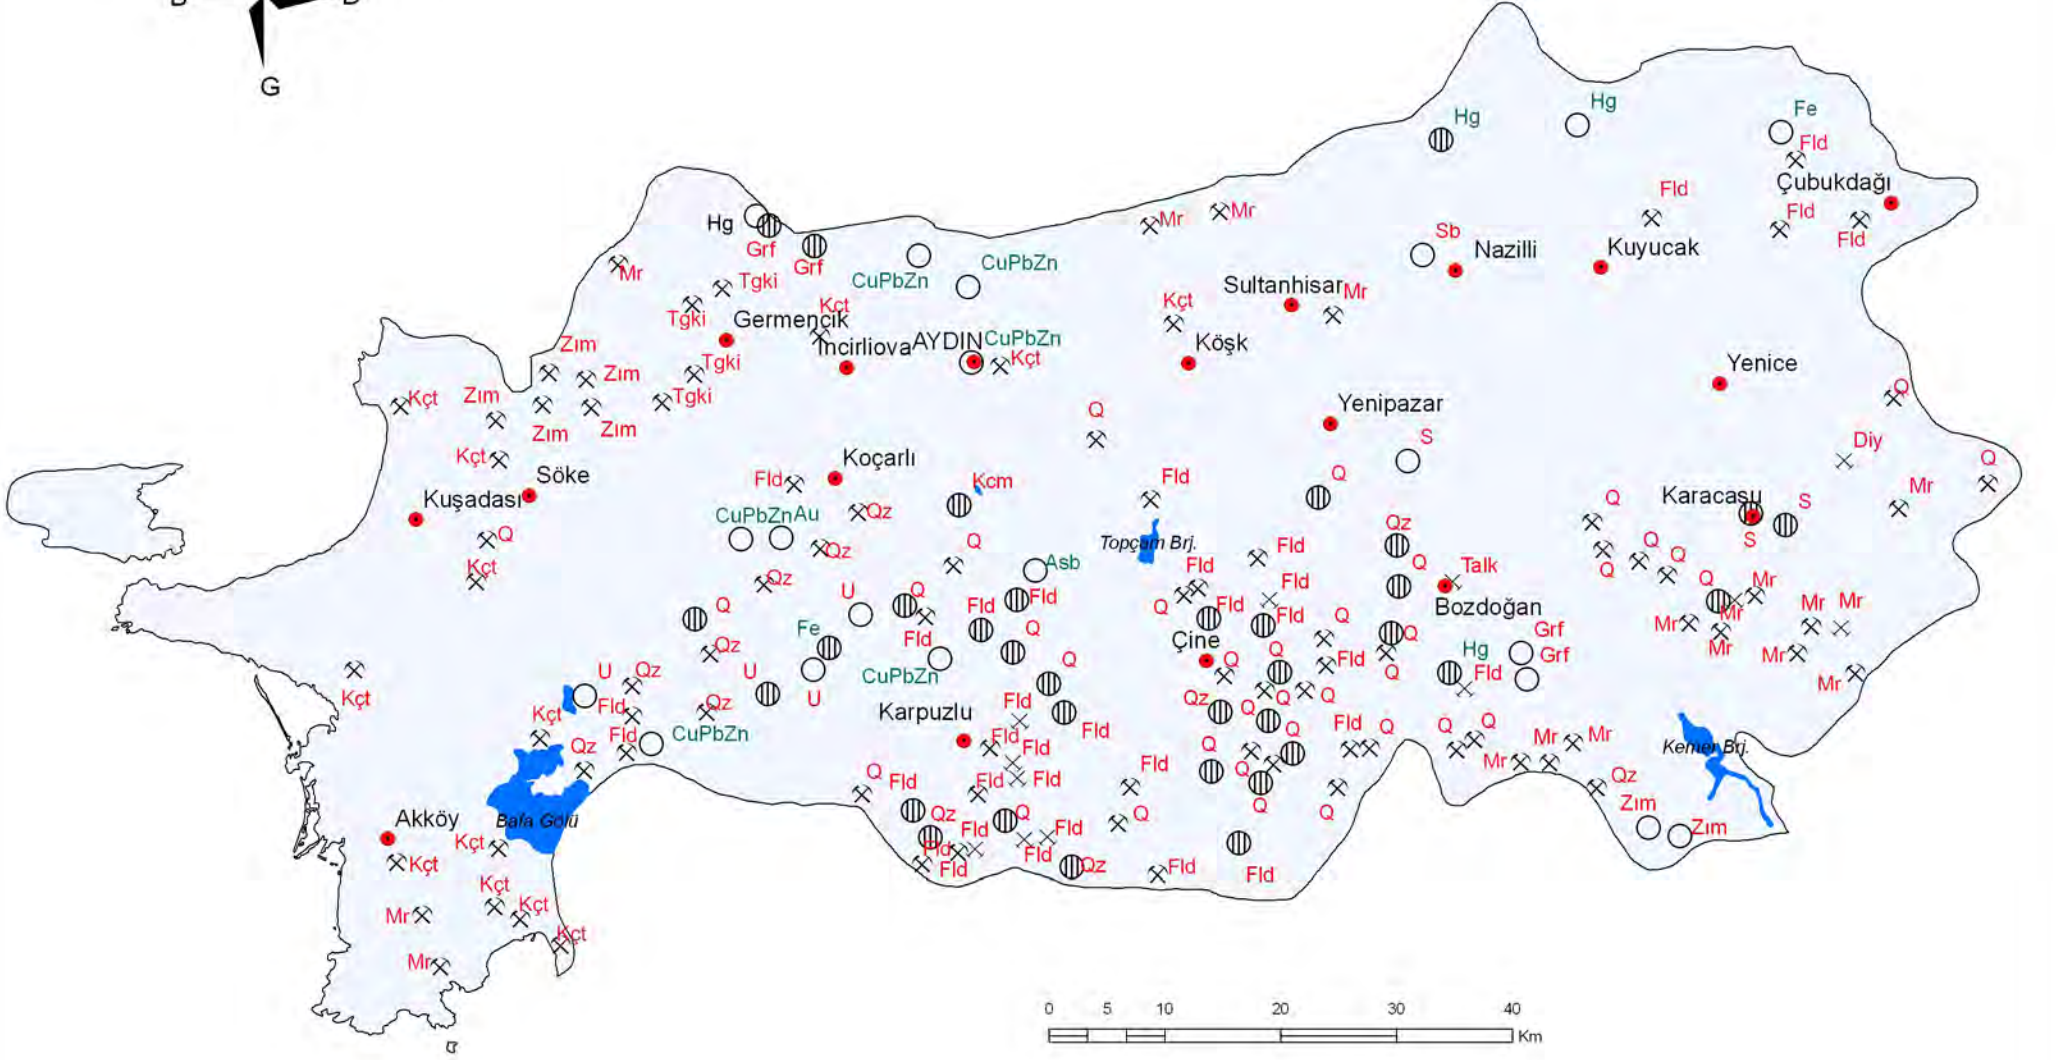 G
Hg
Hg
Fe
Fld
Çubukdağı
Fld
Fld
Fld
Mr
Mr
Hg
Grf
Grf
Sb
Nazilli
Kuyucak
Mr
CuPbZn
CuPbZn
Tgki
Tgki
Kçt
Sultanhisar
Mr
Kçt
Germencik
İncirliova
AYDIN
CuPbZn
Kçt
Köşk
Zım
Zım
Tgki
Tgki
Yenice
Kçt
Zım
Zım
Zım
Q
Yenipazar
Q
S
Diy
Kçt
Söke
Koçarlı
Fld
Kcm
Fld
Q
Q
Kuşadası
CuPbZn
Au
Qz
Karacasu
S
S
Mr
Q
Q
Kçt
Qz
Q
Topçam Brj.
Qz
Q
Q
Q
Q
Qz
Asb
Fld
Fld
Talk
Bozdoğan
Fld
Q
U
Q
Fld
Fld
Q
Fld
Fld
Q
Q
Q
Mr
Mr
Mr
Mr
Mr
Mr
Mr
Mr
Qz
Fe
Fld
Q
Çine
Q
Q
Fld
Q
Hg
Fld
Grf
Grf
Kçt
U
Qz
U
U
CuPbZn
Q
Fld
Qz
Fld
Kçt
Qz
Fld
CuPbZn
Karpuzlu
Fld
Fld
Fld
Fld
Fld
Qz
Q
Q
Q
Q
Q
Fld
Q
Q
Q
Mr
Mr
Mr
Kemer Brj.
Q
Fld
Fld
Q
Q
Q
Q
Qz
Zım
Zım
Akköy
Bafa Gölü
Kçt
Kçt
Qz
Fld
Q
Fld
Fld
Fld
Fld
Qz
Q
Fld
Fld
Kçt
Kçt
Kçt
Mr
Mr
0 5 10 20 30 40
Km